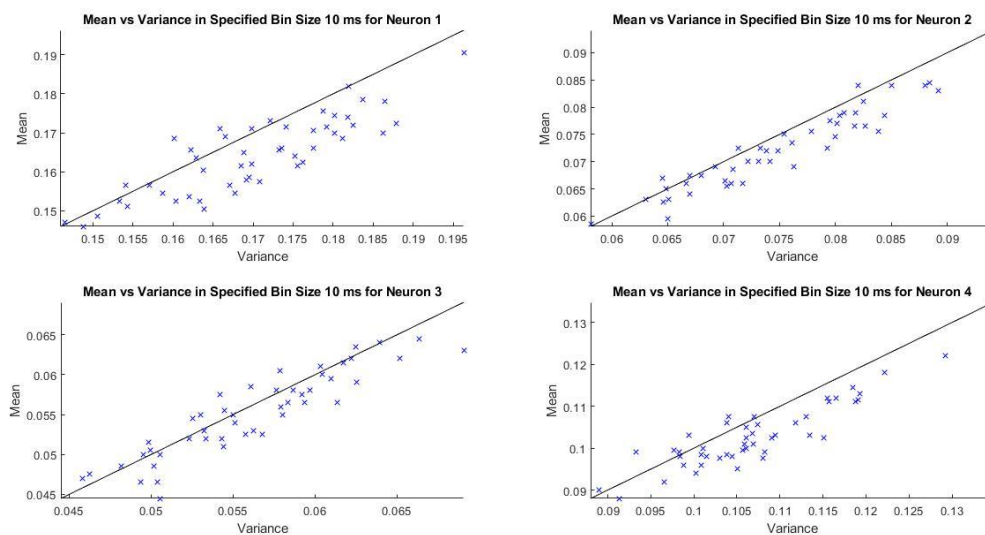 Mean vs Variance in Specified Bin Size 10 ms for Neuron 1
0.19
0.18
0.17
0.16
0.15
Mean
0.15 0.155 0.16 0.165 0.17 0.175 0.18 0.185 0.19 0.195
Variance
Mean vs Variance in Specified Bin Size 10 ms for Neuron 2
0.09
0.085
0.08
0.075
0.07
0.065
0.06
Mean
0.06 0.065 0.07 0.075 0.08 0.085 0.09
Variance
Mean vs Variance in Specified Bin Size 10 ms for Neuron 3
0.065
0.06
0.055
0.05
0.045
Mean
0.045 0.05 0.055 0.06 0.065
Variance
Mean vs Variance in Specified Bin Size 10 ms for Neuron 4
0.13
0.12
0.11
0.1
0.09
Mean
0.09 0.095 0.1 0.105 0.11 0.115 0.12 0.125 0.13
Variance